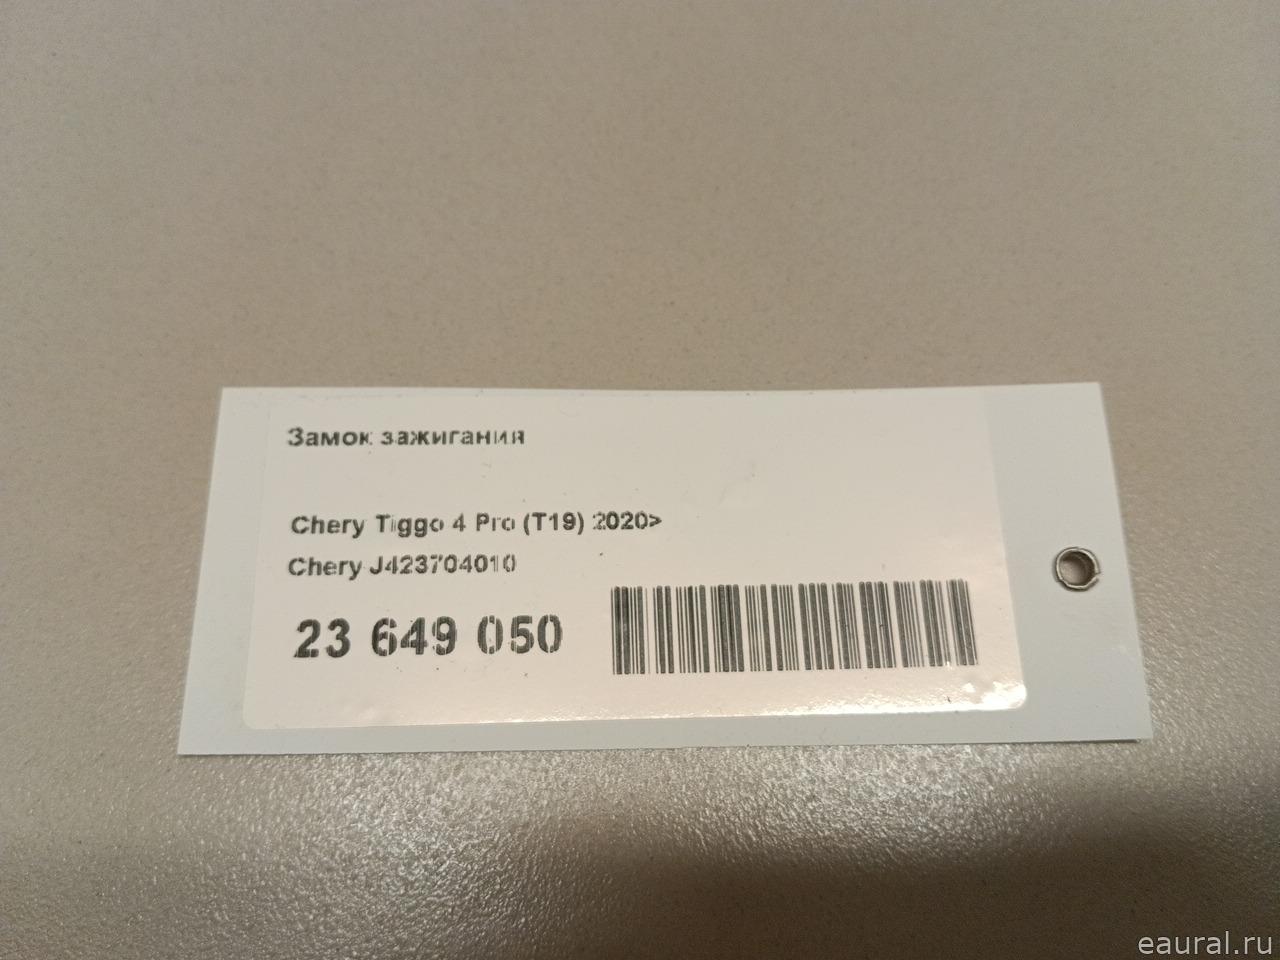 Замок зажигания
Chery Tiggo 4 Pro (T19) 2020>
Chery J423704010
23 649 050
eaural.ru